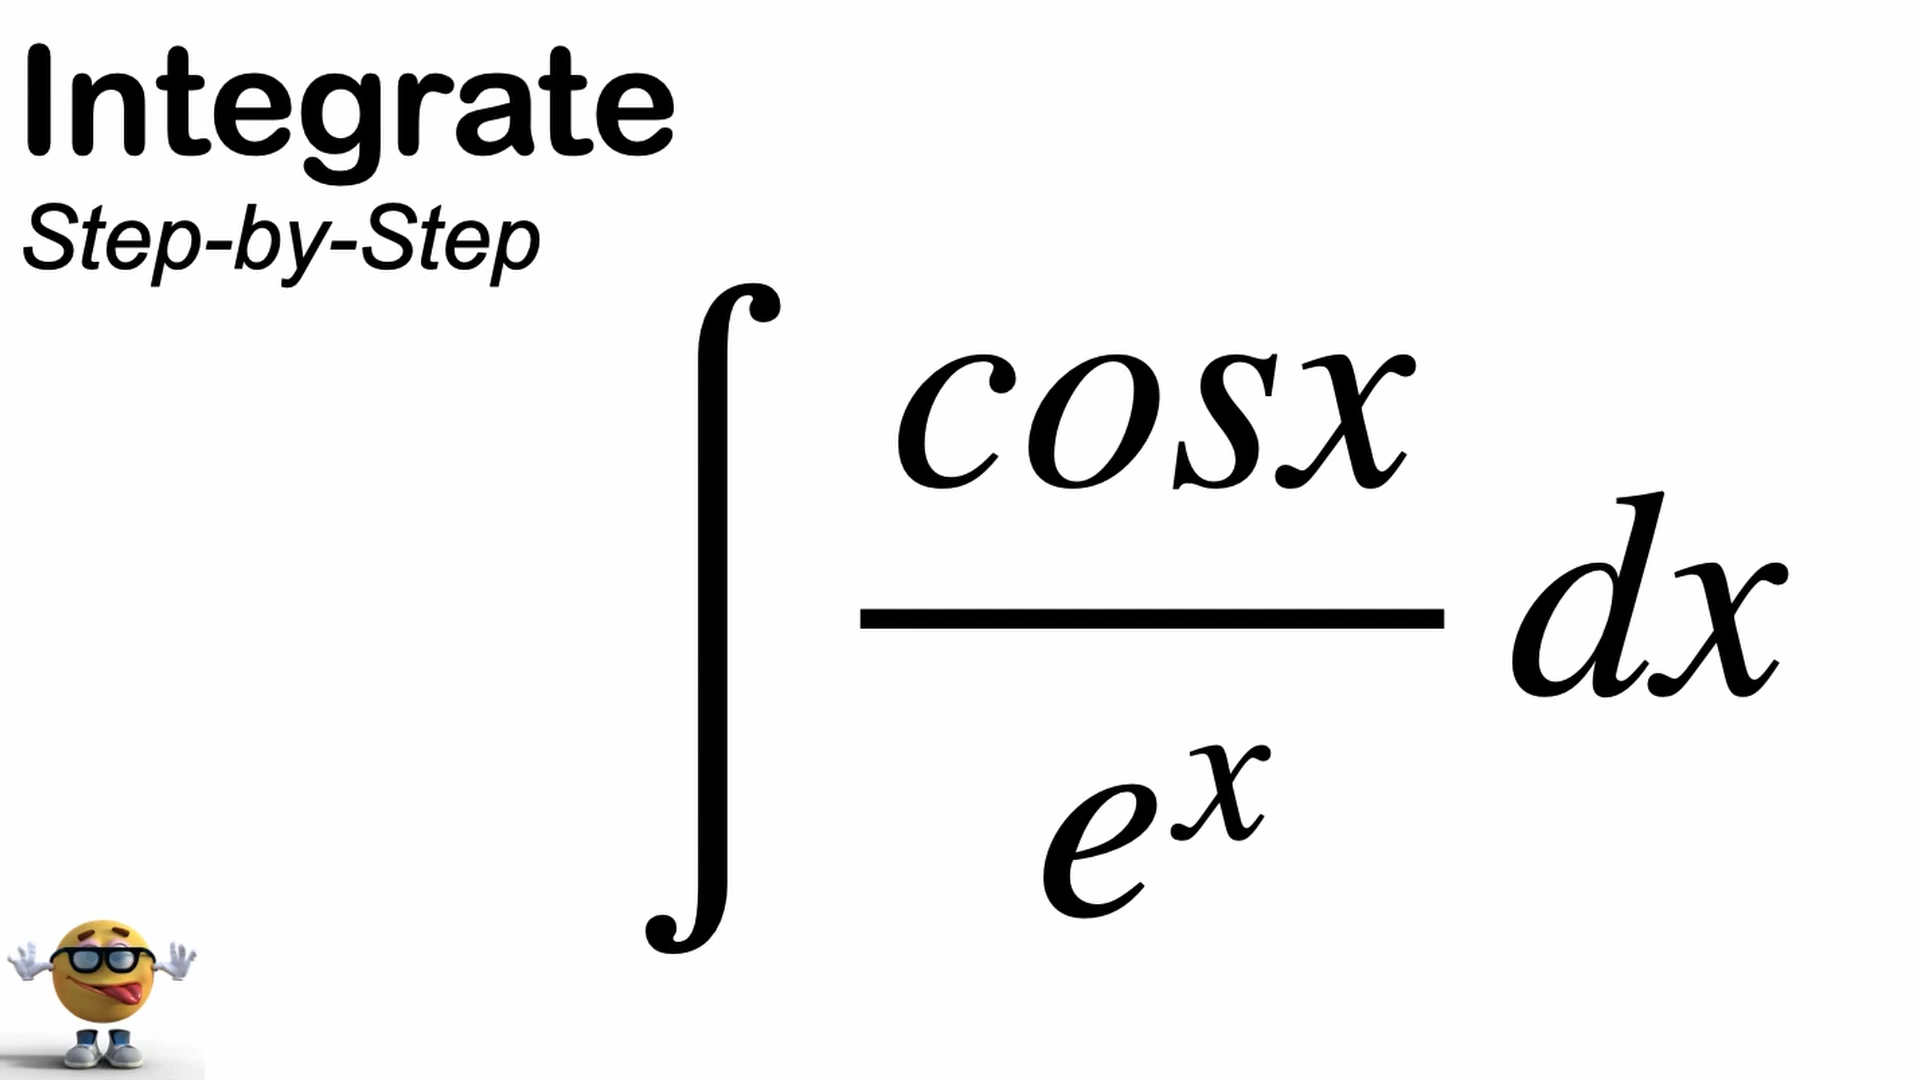 Integrate
Step-by-Step
∫ cosx / e^x dx